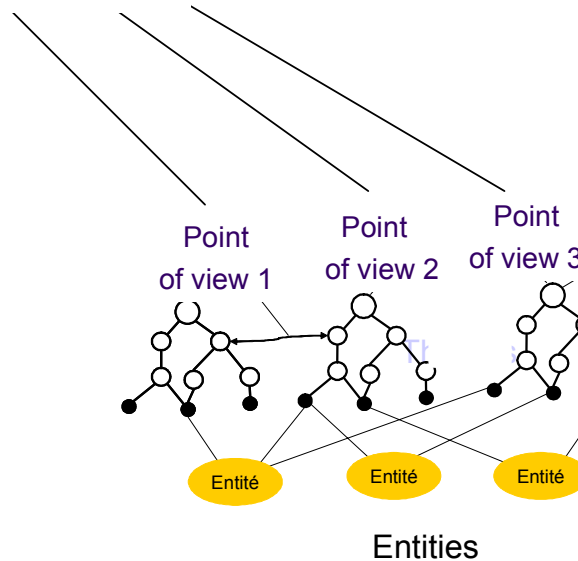 Point
of view 1
Point
of view 2
Point
of view 3
Entité
Entité
Entité
Entities